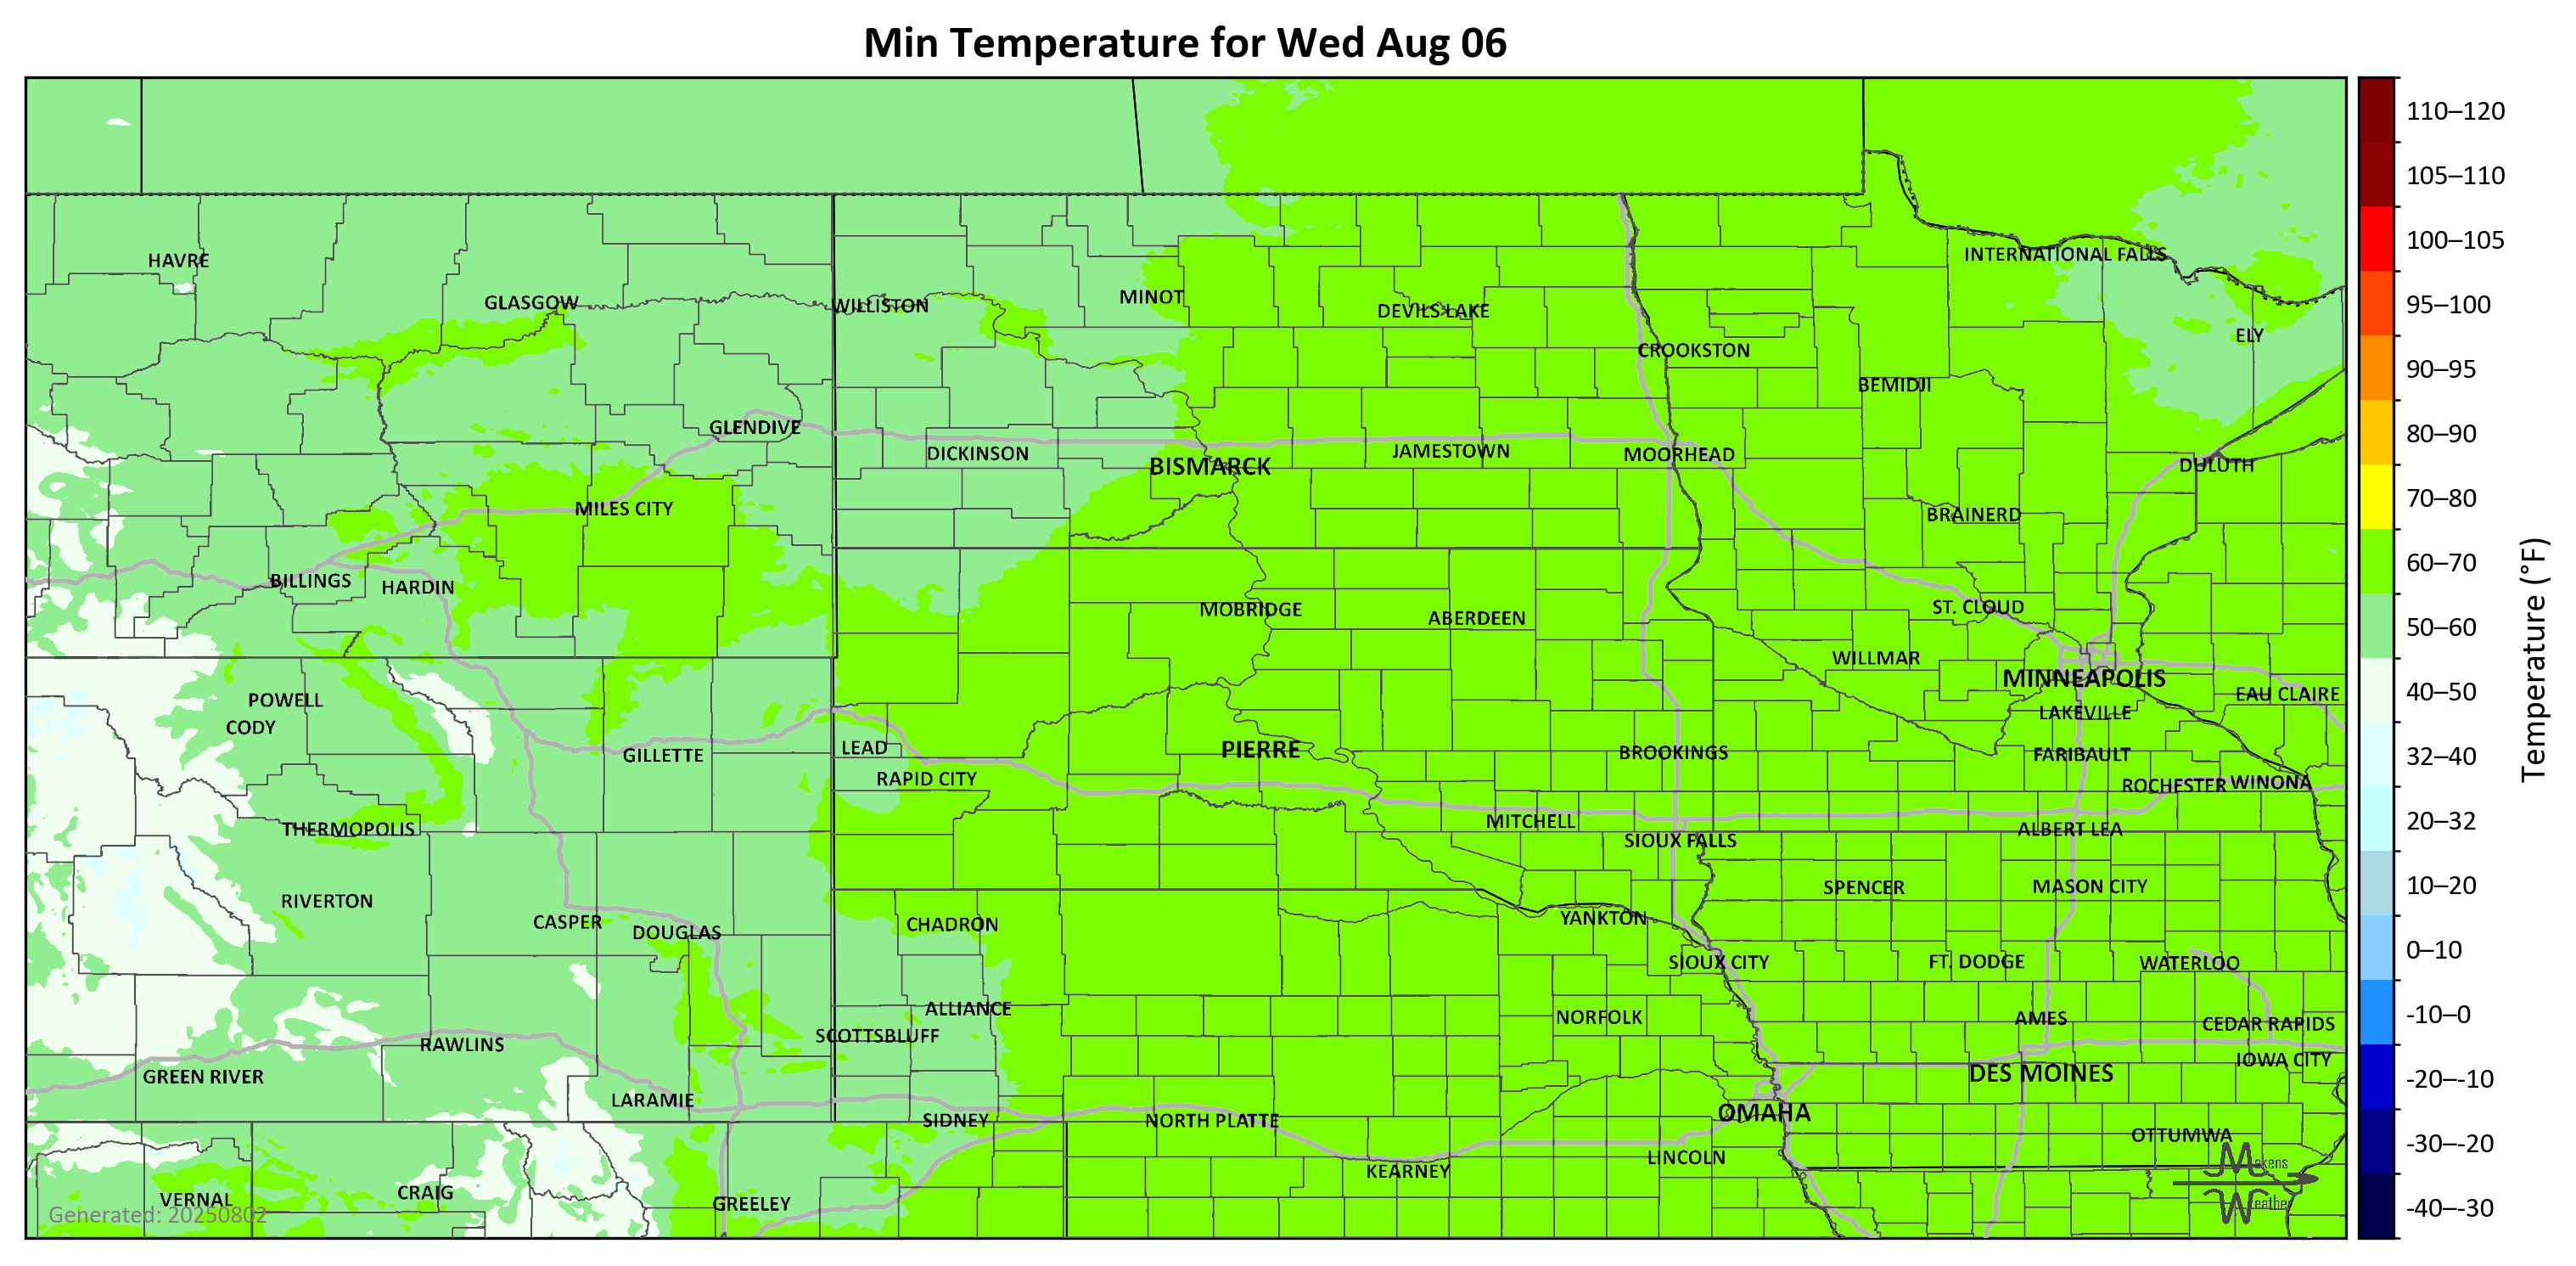 Min Temperature for Wed Aug 06
110–120
105–110
100–105
95–100
90–95
80–90
70–80
60–70
50–60
40–50
32–40
20–32
10–20
0–10
-10–0
-20–-10
-30–-20
-40–-30
Temperature (°F)
HAVRE
INTERNATIONAL FALLS
GLASGOW
WILLISTON
MINOT
DEVILS LAKE
ELY
CROOKSTON
BEMIDJI
GLENDIVE
DICKINSON
BISMARCK
JAMESTOWN
MOORHEAD
DULUTH
MILES CITY
BRAINERD
BILLINGS
HARDIN
MOBRIDGE
ABERDEEN
ST. CLOUD
WILLMAR
MINNEAPOLIS
POWELL
EAU CLAIRE
CODY
LAKEVILLE
GILLETTE
LEAD
PIERRE
BROOKINGS
FARIBAULT
RAPID CITY
ROCHESTER
WINONA
THERMOPOLIS
MITCHELL
SIOUX FALLS
ALBERT LEA
RIVERTON
SPENCER
MASON CITY
CASPER
DOUGLAS
CHADRON
YANKTON
SIOUX CITY
FT. DODGE
WATERLOO
ALLIANCE
NORFOLK
AMES
CEDAR RAPIDS
RAWLINS
SCOTTSBLUFF
IOWA CITY
GREEN RIVER
DES MOINES
LARAMIE
SIDNEY
NORTH PLATTE
OMAHA
OTTUMWA
KEARNEY
LINCOLN
VERNAL
CRAIG
GREELEY
Generated: 20250802
Makens
Weather